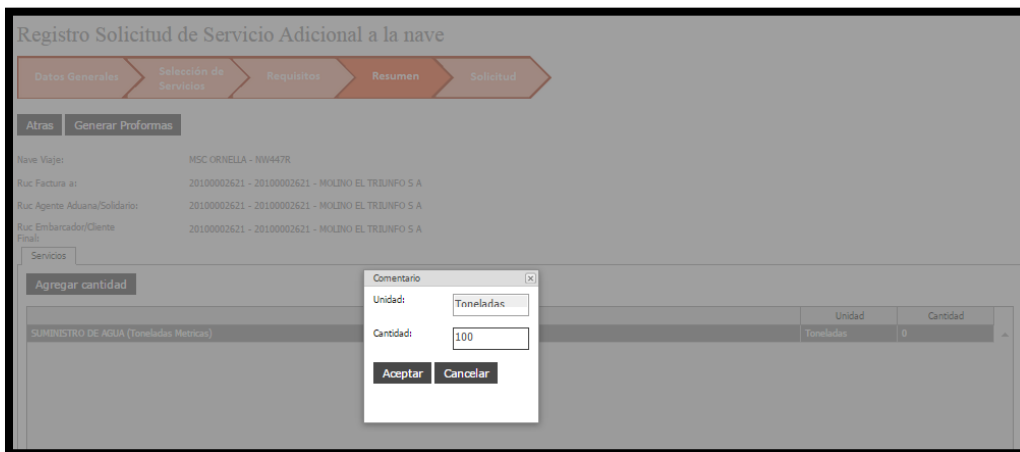 Registro Solicitud de Servicio Adicional a la nave
Datos Generales
Selección de
Servicios
Requisitos
Resumen
Solicitud
Atras
Generar Proformas
Nave Viaje:
MSC ORNELLA - NW447R
Ruc Factura a:
20100002621 - 20100002621 - MOLINO EL TRIUNFO S A
Ruc Agente Aduana/Solidario:
20100002621 - 20100002621 - MOLINO EL TRIUNFO S A
Ruc Embarcador/Cliente
Final:
20100002621 - 20100002621 - MOLINO EL TRIUNFO S A
Servicios
Agregar cantidad
Unidad
Cantidad
SUMINISTRO DE AGUA (Toneladas Metricas)
Toneladas
0
Comentario
Unidad:
Toneladas
Cantidad:
100
Aceptar
Cancelar